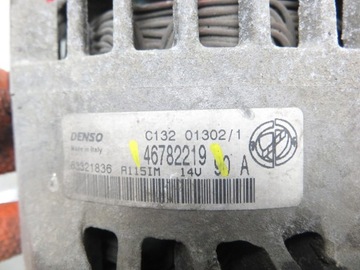 DENSO C132 01302/1
Made in Italy 46782219
63321836 A115IM 14V 90 A